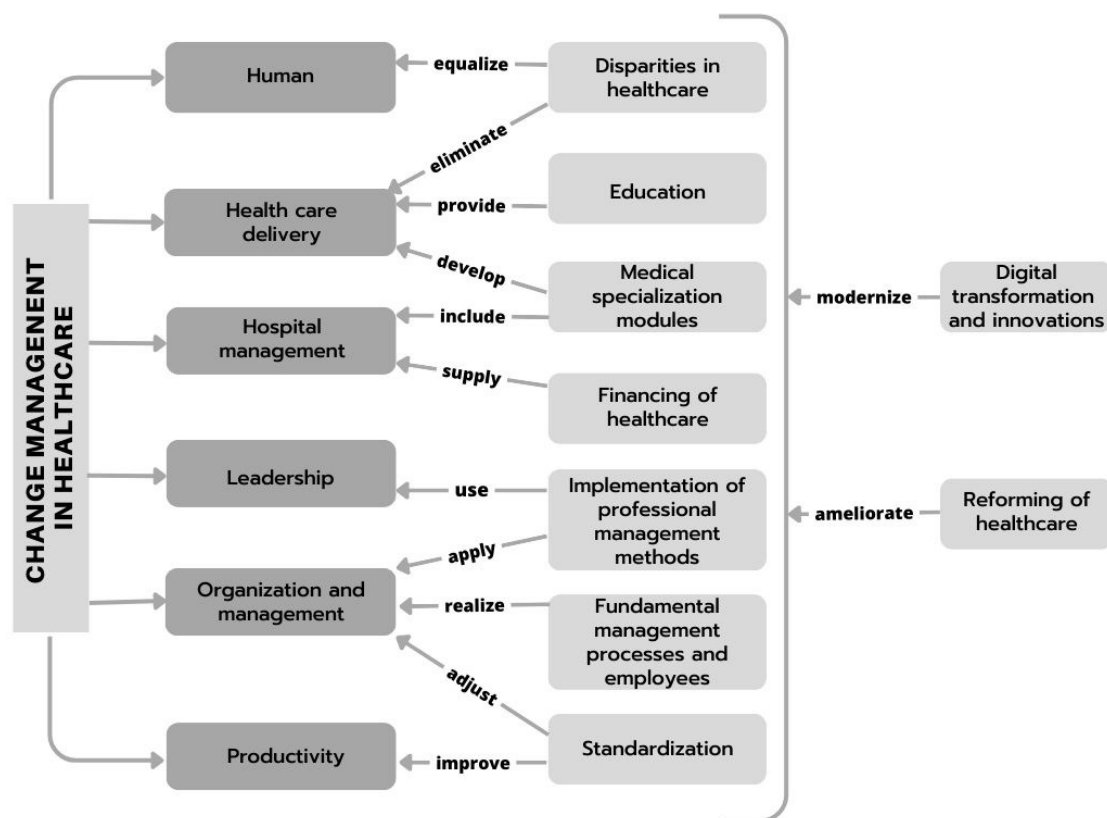 CHANGE MANAGENENT
IN HEALTHCARE
Human
equalize
Disparities in
healthcare
eliminate
Health care
delivery
provide
Education
develop
Medical
specialization
modules
include
Hospital
management
supply
Financing of
healthcare
Leadership
use
Implementation of
professional
management
methods
apply
Organization and
management
realize
Fundamental
management
processes and
employees
adjust
Standardization
Productivity
improve
modernize
Digital
transformation
and innovations
ameliorate
Reforming of
healthcare